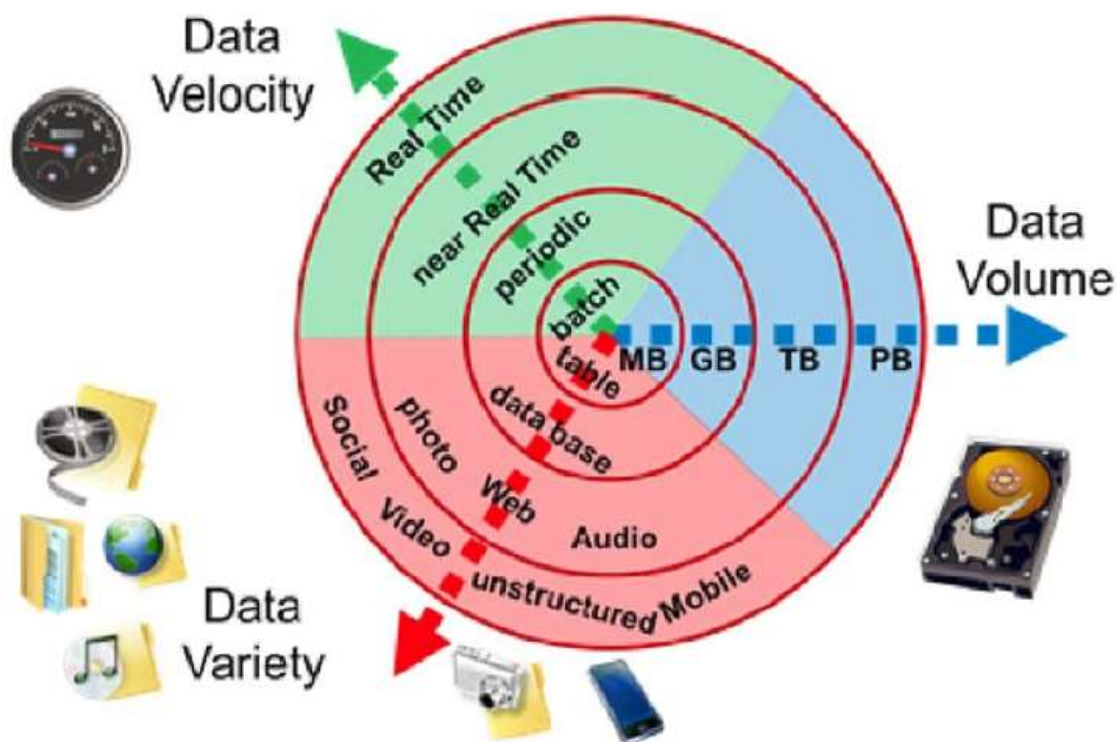 Data
Velocity
Real Time
near Real Time
periodic
batch
Data
Volume
MB GB TB PB
table
data base
photo Web Audio
Social Video unstructured Mobile
Data
Variety